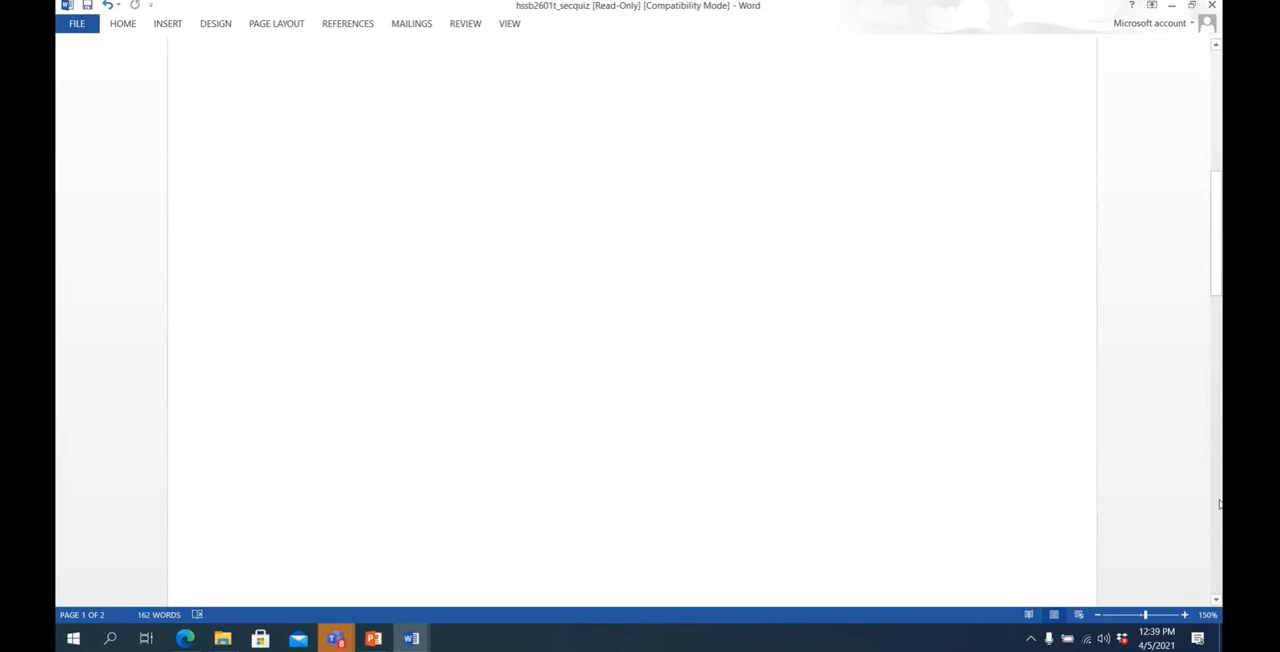 hssb2601t_secquiz [Read-Only] [Compatibility Mode] - Word
?
FILE HOME INSERT DESIGN PAGE LAYOUT REFERENCES MAILINGS REVIEW VIEW
Microsoft account
PAGE 1 OF 2 162 WORDS
150%
8
12:39 PM
4/5/2021